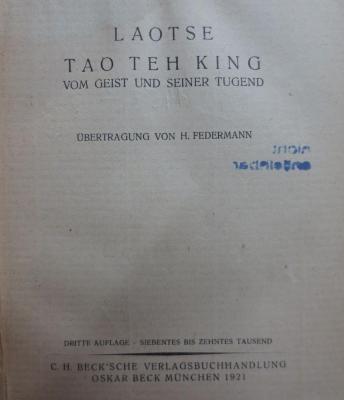 LAOTSE
TAO TEH KING
VOM GEIST UND SEINER TUGEND
ÜBERTRAGUNG VON H. FEDERMANN
DRITTE AUFLAGE - SIEBENTES BIS ZEHNTES TAUSEND
C. H. BECK'SCHE VERLAGSBUCHHANDLUNG
OSKAR BECK MÜNCHEN 1921